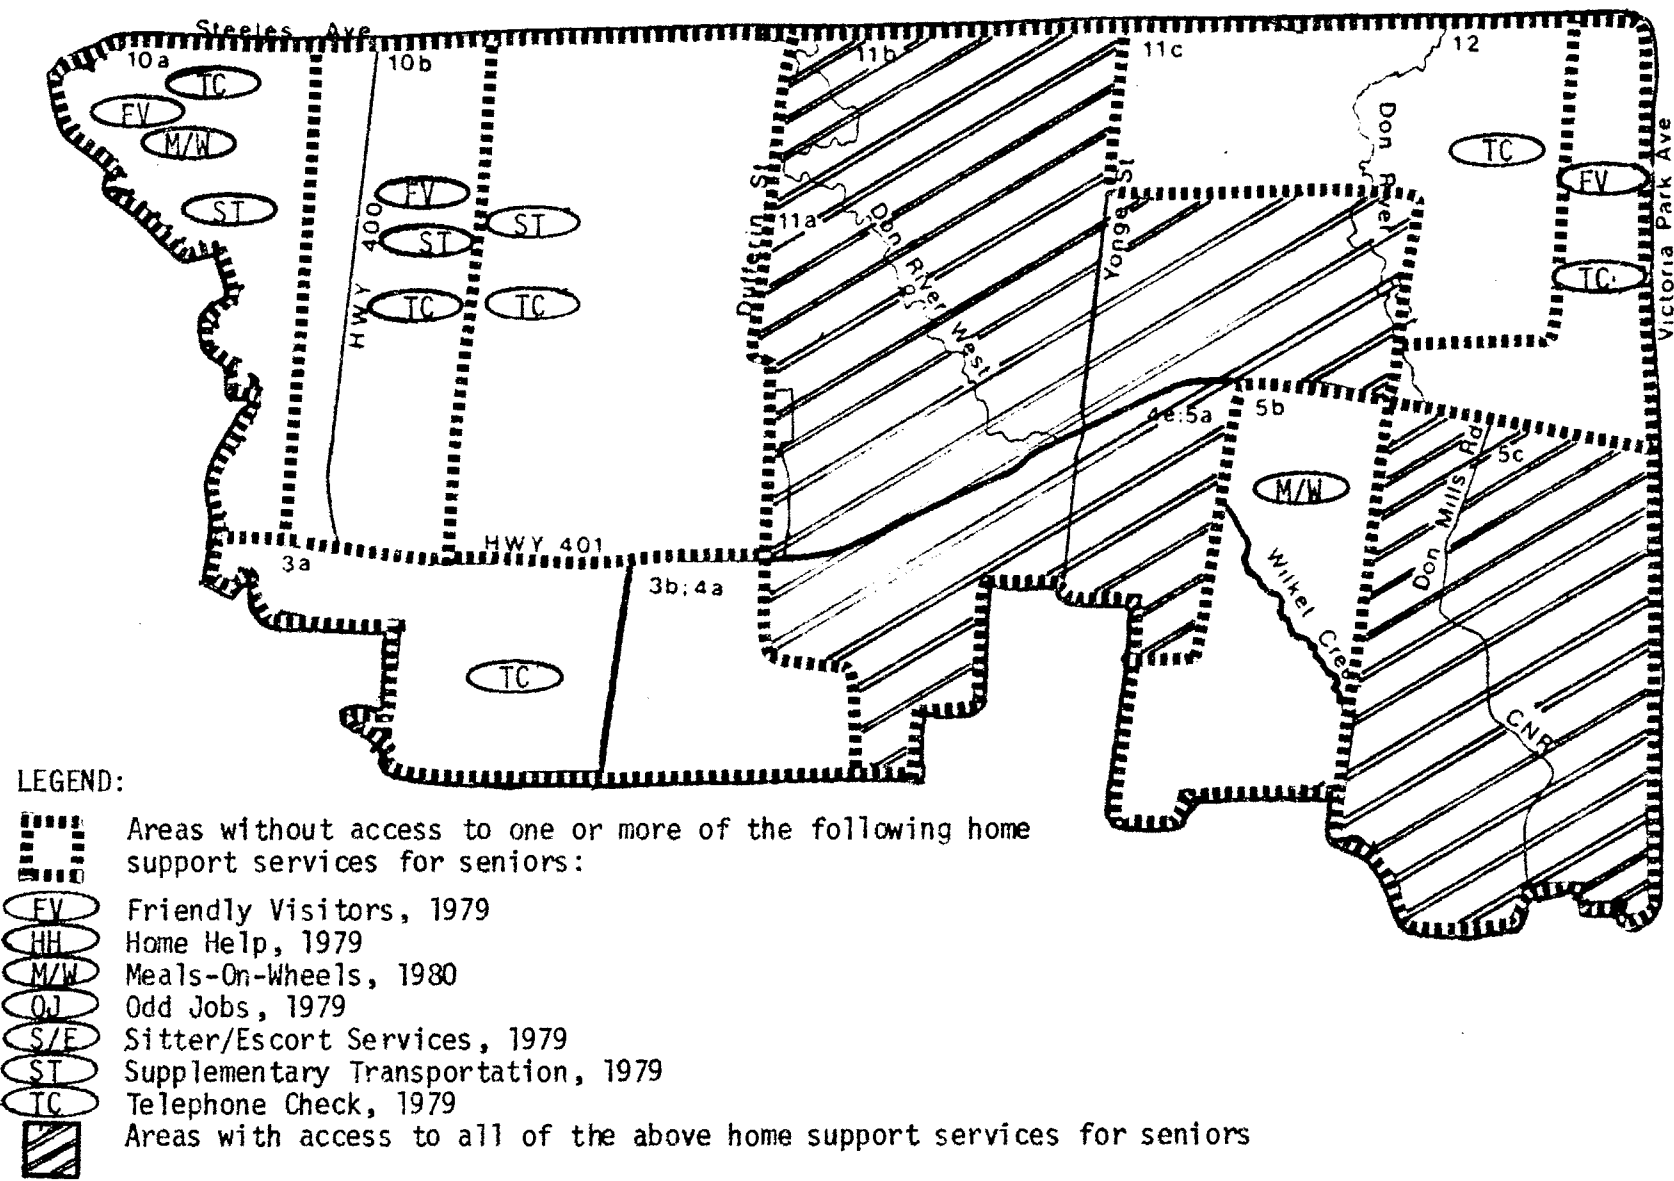 Steeles Ave
10a
10b
11b
11c
12
TC
FV
M/W
ST
FV
ST
TC
ST
TC
HWY 400
Dufferin St
11a
Don River West
Yonge St
Don River
TC
FV
TC
Victoria Park Ave
4e:5a
5b
5c
M/W
Don Mills Rd
HWY 401
3a
3b;4a
TC
Wilket Creek
CNR
LEGEND:
Areas without access to one or more of the following home
support services for seniors:
FV Friendly Visitors, 1979
HH Home Help, 1979
M/W Meals-On-Wheels, 1980
OJ Odd Jobs, 1979
S/E Sitter/Escort Services, 1979
ST Supplementary Transportation, 1979
TC Telephone Check, 1979
Areas with access to all of the above home support services for seniors